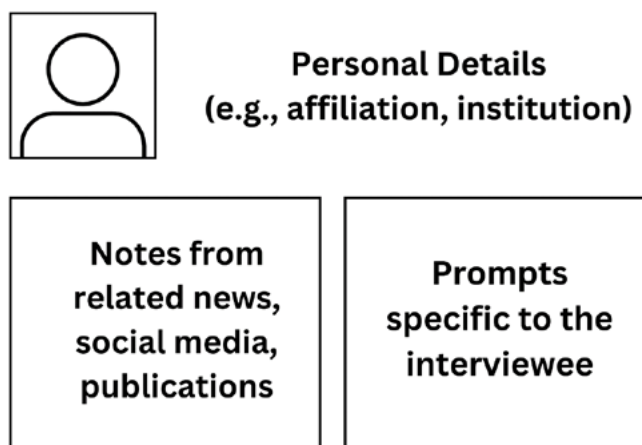 Personal Details
(e.g., affiliation, institution)
Notes from
related news,
social media,
publications
Prompts
specific to the
interviewee